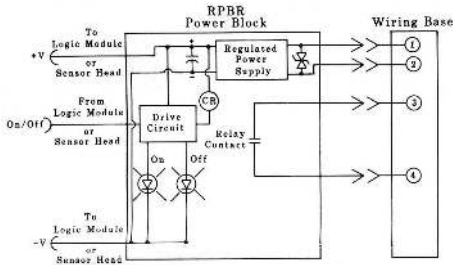 RPBR
Power Block
Wiring Base
To
Logic Module
or
Sensor Head
+V
Regulated
Power
Supply
+
CR
1
2
3
4
From
Logic Module
or
Sensor Head
On/Off
Drive
Circuit
Relay
Contact
On
Off
To
Logic Module
or
Sensor Head
-V